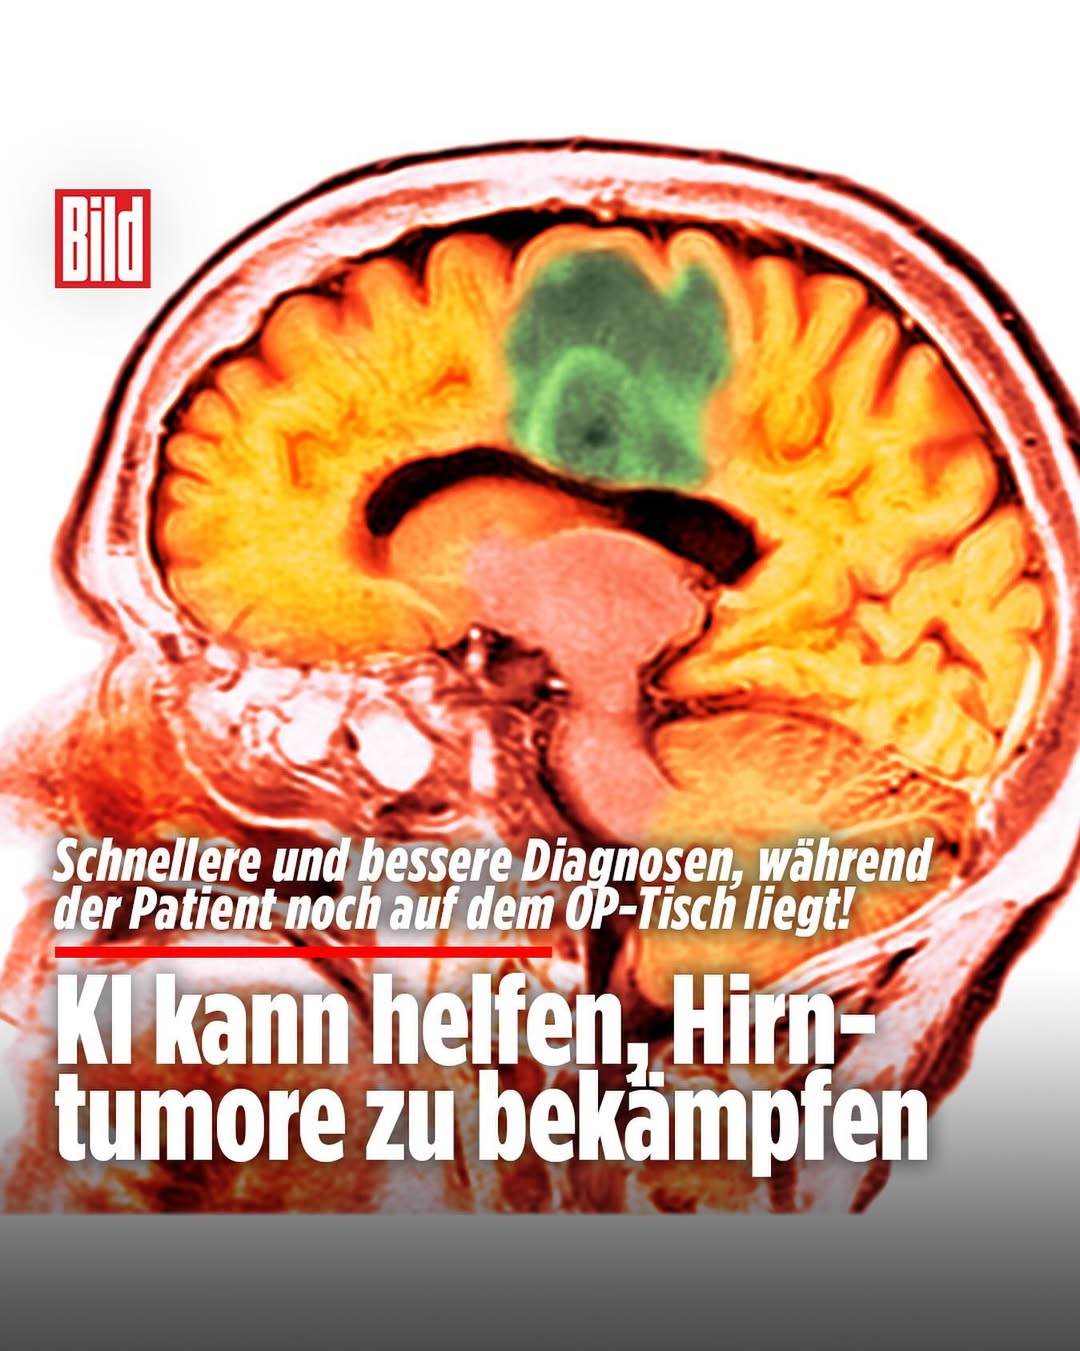 Bild
Schnellere und bessere Diagnosen, während
der Patient noch auf dem OP-Tisch liegt!
KI kann helfen, Hirn-
tumore zu bekämpfen